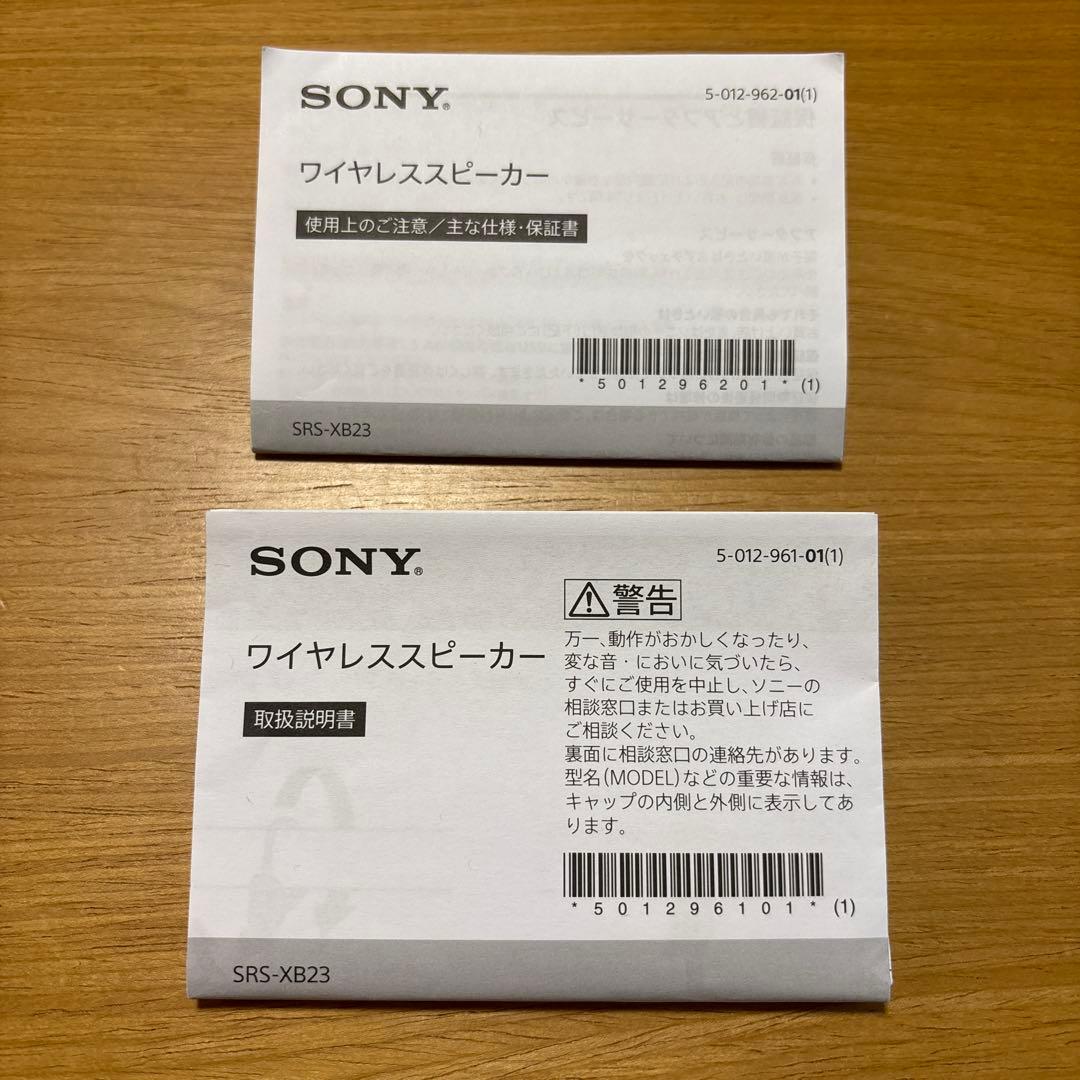 SONY®
5-012-962-01(1)
ワイヤレススピーカー
使用上のご注意／主な仕様・保証書
*501296201* (1)
SRS-XB23
SONY®
5-012-961-01(1)
ワイヤレススピーカー
取扱説明書
警告
万一、動作がおかしくなったり、
変な音・においに気づいたら、
すぐにご使用を中止し、ソニーの
相談窓口またはお買い上げ店に
ご相談ください。
裏面に相談窓口の連絡先があります。
型名(MODEL)などの重要な情報は、
キャップの内側と外側に表示してあ
ります。
*501296101* (1)
SRS-XB23